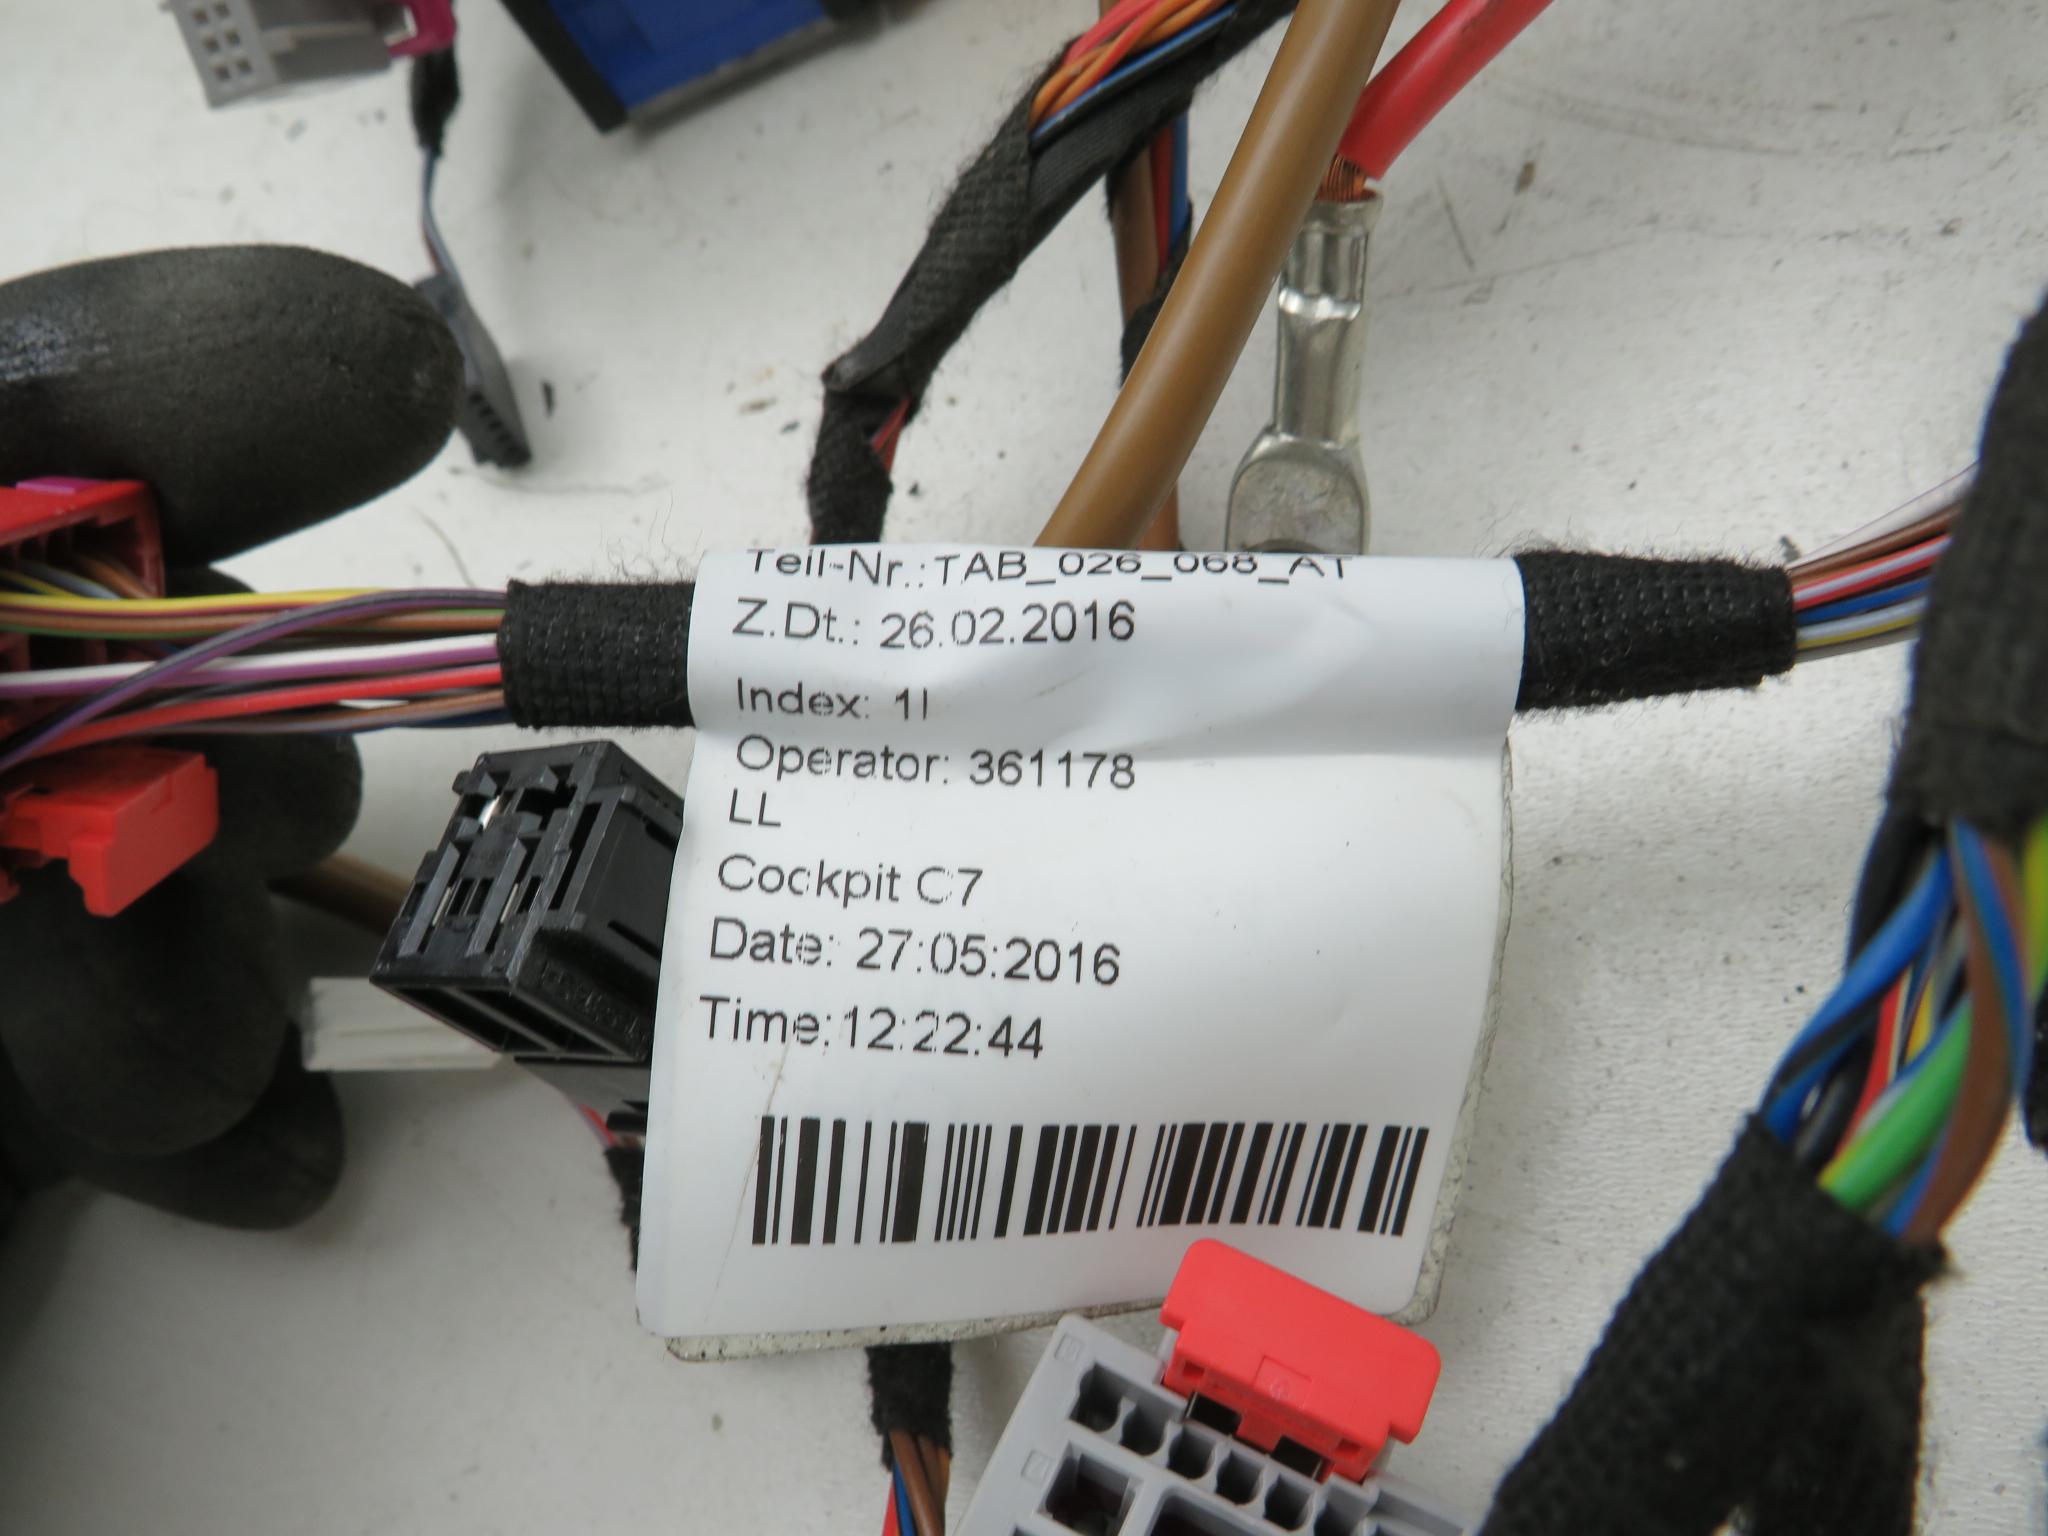 Teil-Nr.: TAB_026_068_AT
Z.Dt.: 26.02.2016
Index: 1I
Operator: 361178
LL
Cockpit C7
Date: 27:05:2016
Time: 12:22:44